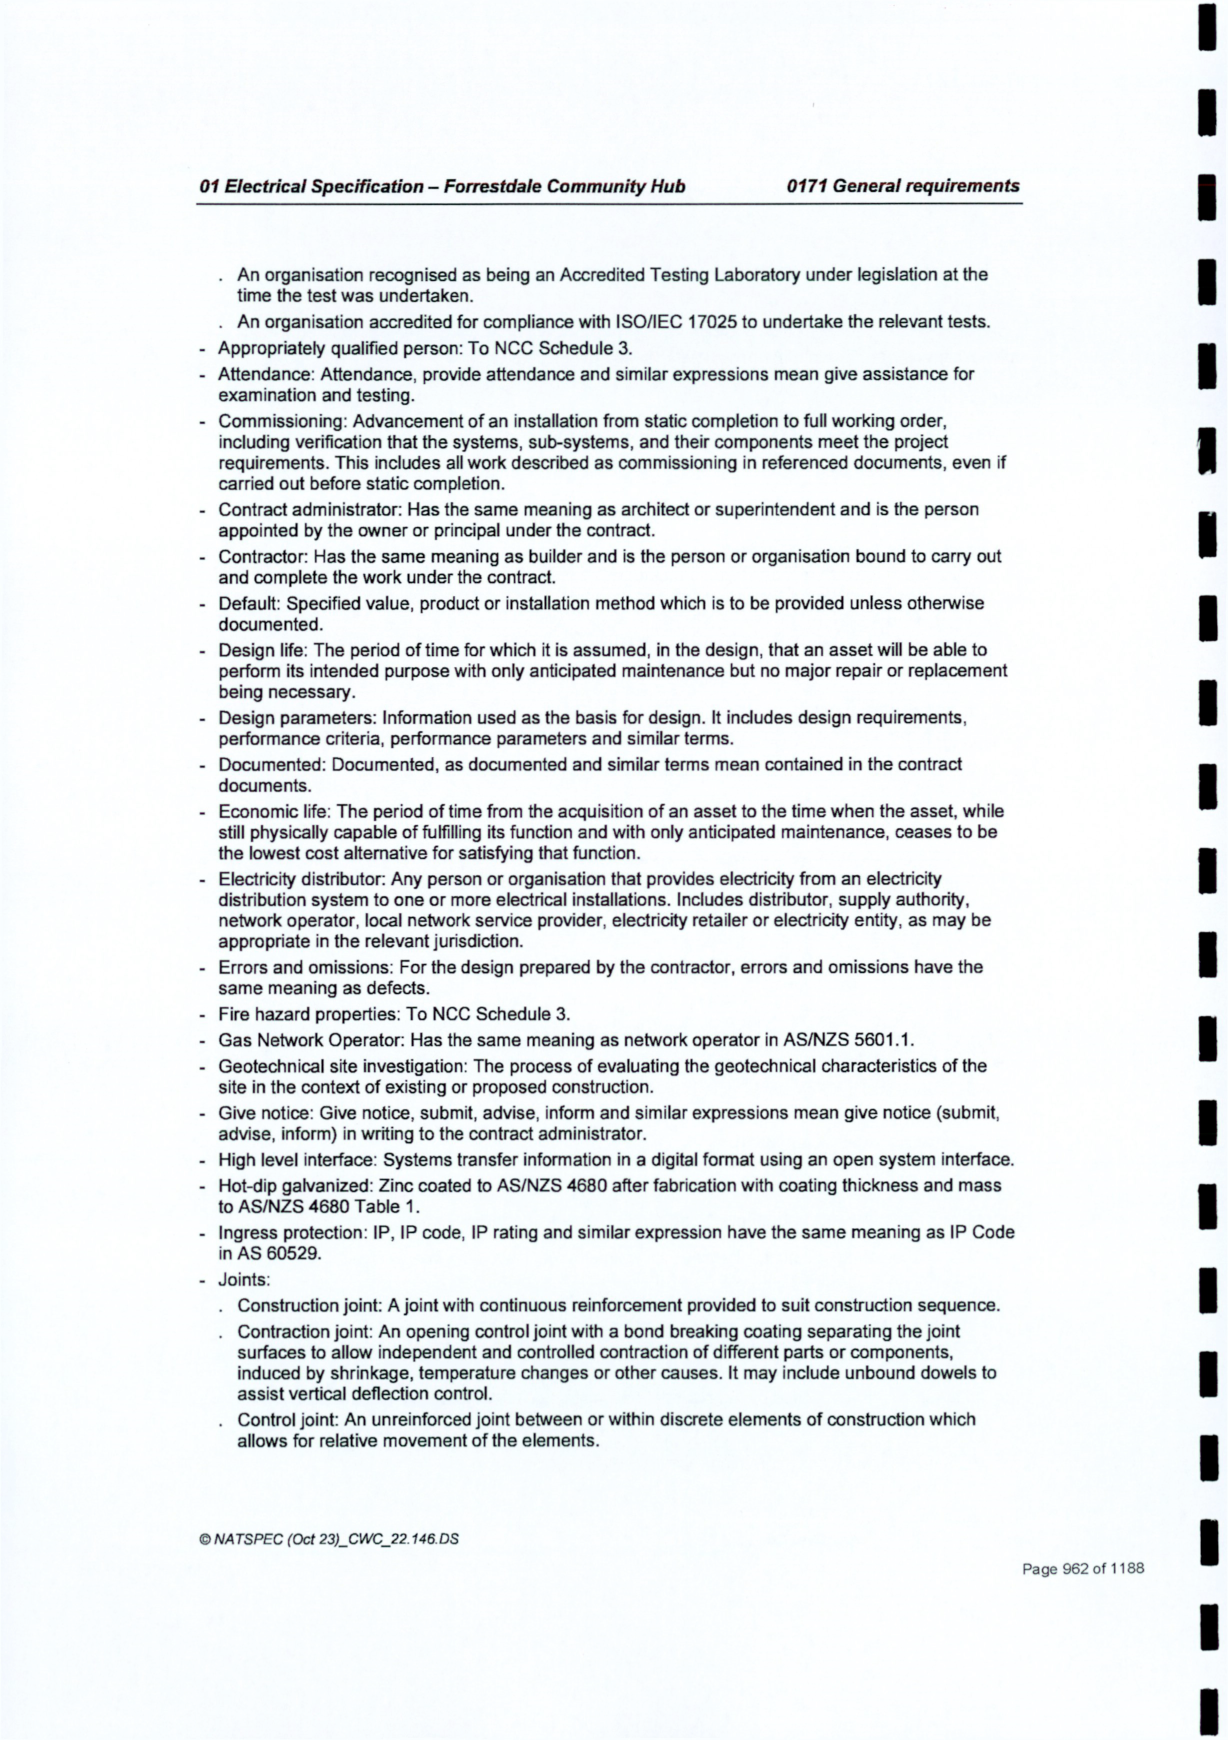 01 Electrical Specification – Forrestdale Community Hub 0171 General requirements
. An organisation recognised as being an Accredited Testing Laboratory under legislation at the
time the test was undertaken.
. An organisation accredited for compliance with ISO/IEC 17025 to undertake the relevant tests.
- Appropriately qualified person: To NCC Schedule 3.
- Attendance: Attendance, provide attendance and similar expressions mean give assistance for
examination and testing.
- Commissioning: Advancement of an installation from static completion to full working order,
including verification that the systems, sub-systems, and their components meet the project
requirements. This includes all work described as commissioning in referenced documents, even if
carried out before static completion.
- Contract administrator: Has the same meaning as architect or superintendent and is the person
appointed by the owner or principal under the contract.
- Contractor: Has the same meaning as builder and is the person or organisation bound to carry out
and complete the work under the contract.
- Default: Specified value, product or installation method which is to be provided unless otherwise
documented.
- Design life: The period of time for which it is assumed, in the design, that an asset will be able to
perform its intended purpose with only anticipated maintenance but no major repair or replacement
being necessary.
- Design parameters: Information used as the basis for design. It includes design requirements,
performance criteria, performance parameters and similar terms.
- Documented: Documented, as documented and similar terms mean contained in the contract
documents.
- Economic life: The period of time from the acquisition of an asset to the time when the asset, while
still physically capable of fulfilling its function and with only anticipated maintenance, ceases to be
the lowest cost alternative for satisfying that function.
- Electricity distributor: Any person or organisation that provides electricity from an electricity
distribution system to one or more electrical installations. Includes distributor, supply authority,
network operator, local network service provider, electricity retailer or electricity entity, as may be
appropriate in the relevant jurisdiction.
- Errors and omissions: For the design prepared by the contractor, errors and omissions have the
same meaning as defects.
- Fire hazard properties: To NCC Schedule 3.
- Gas Network Operator: Has the same meaning as network operator in AS/NZS 5601.1.
- Geotechnical site investigation: The process of evaluating the geotechnical characteristics of the
site in the context of existing or proposed construction.
- Give notice: Give notice, submit, advise, inform and similar expressions mean give notice (submit,
advise, inform) in writing to the contract administrator.
- High level interface: Systems transfer information in a digital format using an open system interface.
- Hot-dip galvanized: Zinc coated to AS/NZS 4680 after fabrication with coating thickness and mass
to AS/NZS 4680 Table 1.
- Ingress protection: IP, IP code, IP rating and similar expression have the same meaning as IP Code
in AS 60529.
- Joints:
. Construction joint: A joint with continuous reinforcement provided to suit construction sequence.
. Contraction joint: An opening control joint with a bond breaking coating separating the joint
surfaces to allow independent and controlled contraction of different parts or components,
induced by shrinkage, temperature changes or other causes. It may include unbound dowels to
assist vertical deflection control.
. Control joint: An unreinforced joint between or within discrete elements of construction which
allows for relative movement of the elements.
© NATSPEC (Oct 23)_CWC_22.146.DS
Page 962 of 1188